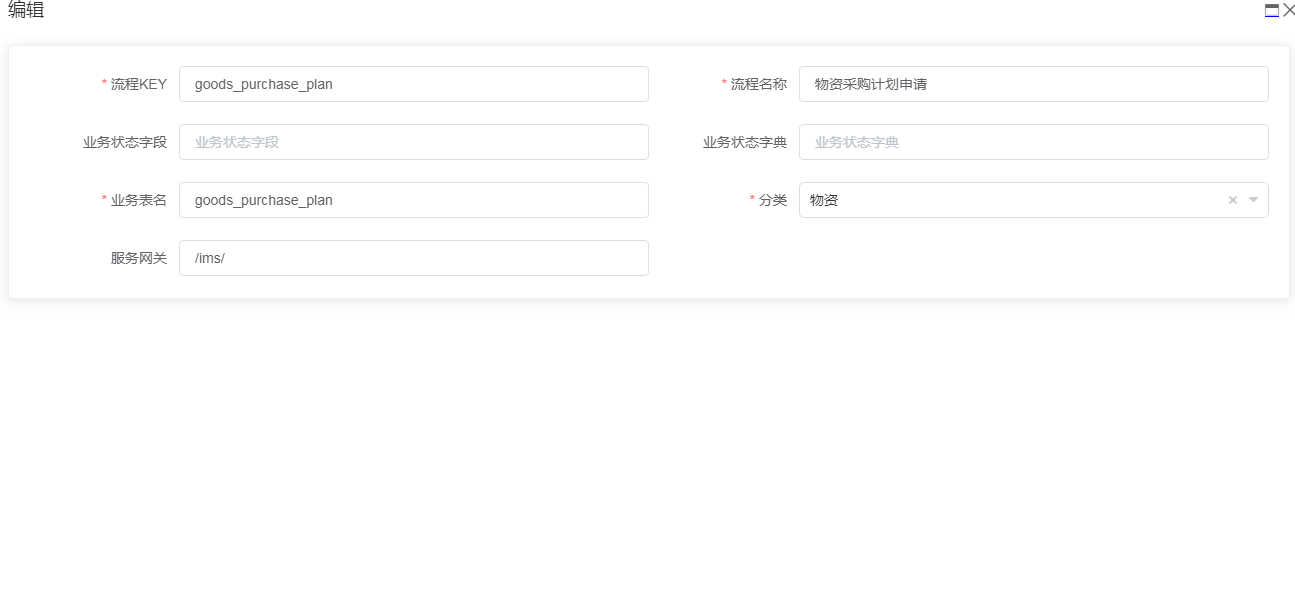 编辑
* 流程KEY goods_purchase_plan * 流程名称 物资采购计划申请
业务状态字段 业务状态字段 业务状态字典 业务状态字典
* 业务表名 goods_purchase_plan * 分类 物资
服务网关 /ims/